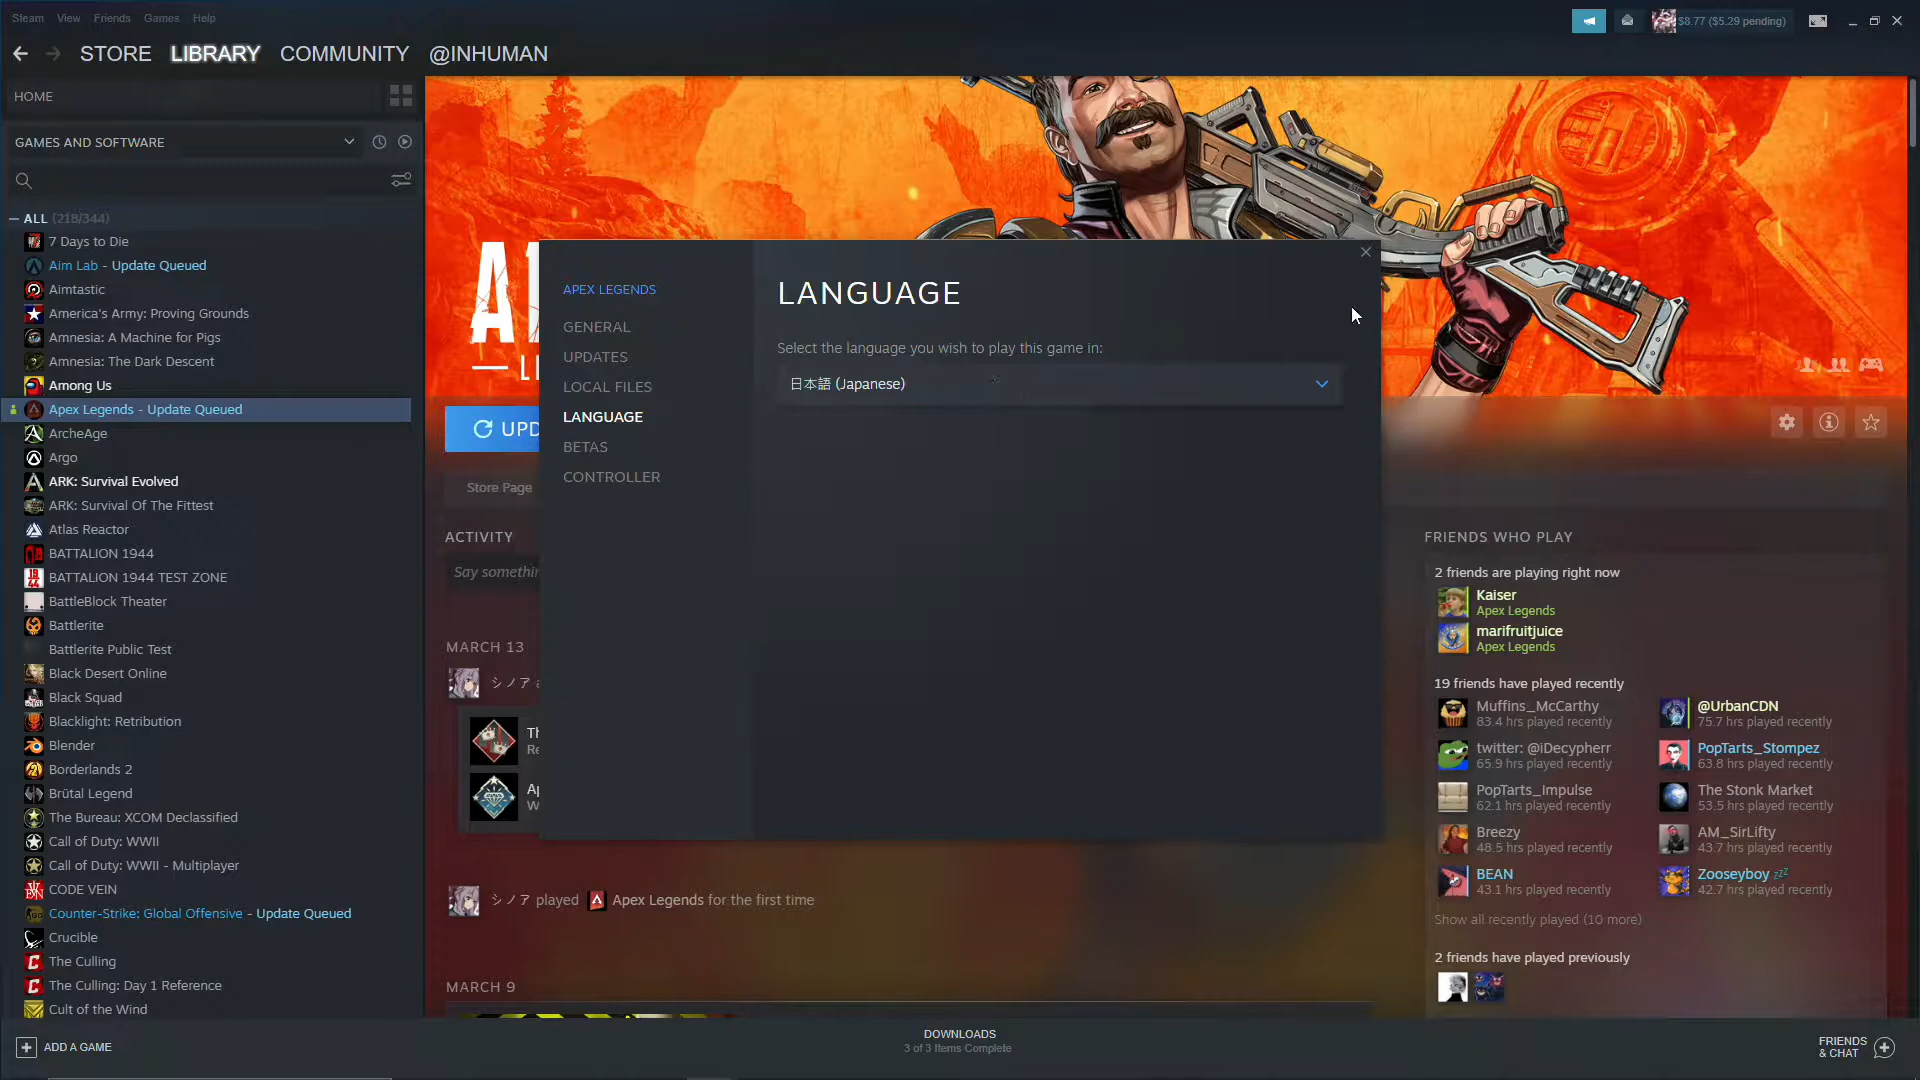 Steam View Friends Games Help
$8.77 ($5.29 pending)
STORE LIBRARY COMMUNITY @INHUMAN
HOME
GAMES AND SOFTWARE
— ALL (218/344)
7 Days to Die
Aim Lab - Update Queued
Aimtastic
America's Army: Proving Grounds
Amnesia: A Machine for Pigs
Amnesia: The Dark Descent
Among Us
Apex Legends - Update Queued
ArcheAge
Argo
ARK: Survival Evolved
ARK: Survival Of The Fittest
Atlas Reactor
BATTALION 1944
BATTALION 1944 TEST ZONE
BattleBlock Theater
Battlerite
Battlerite Public Test
Black Desert Online
Black Squad
Blacklight: Retribution
Blender
Borderlands 2
Brütal Legend
The Bureau: XCOM Declassified
Call of Duty: WWII
Call of Duty: WWII - Multiplayer
CODE VEIN
Counter-Strike: Global Offensive - Update Queued
Crucible
The Culling
The Culling: Day 1 Reference
Cult of the Wind
ADD A GAME
UPD
Store Page
ACTIVITY
Say somethin
MARCH 13
シノア
Th
Re
Ap
W
シノア played Apex Legends for the first time
MARCH 9
APEX LEGENDS
GENERAL
UPDATES
LOCAL FILES
LANGUAGE
BETAS
CONTROLLER
LANGUAGE
Select the language you wish to play this game in:
日本語 (Japanese)
FRIENDS WHO PLAY
2 friends are playing right now
Kaiser
Apex Legends
marifruitjuice
Apex Legends
19 friends have played recently
Muffins_McCarthy
83.4 hrs played recently
@UrbanCDN
75.7 hrs played recently
twitter: @iDecypherr
65.9 hrs played recently
PopTarts_Stompez
63.8 hrs played recently
PopTarts_Impulse
62.1 hrs played recently
The Stonk Market
53.5 hrs played recently
Breezy
48.5 hrs played recently
AM_SirLifty
43.7 hrs played recently
BEAN
43.1 hrs played recently
Zooseyboy zzZ
42.7 hrs played recently
Show all recently played (10 more)
2 friends have played previously
DOWNLOADS
3 of 3 Items Complete
FRIENDS
& CHAT